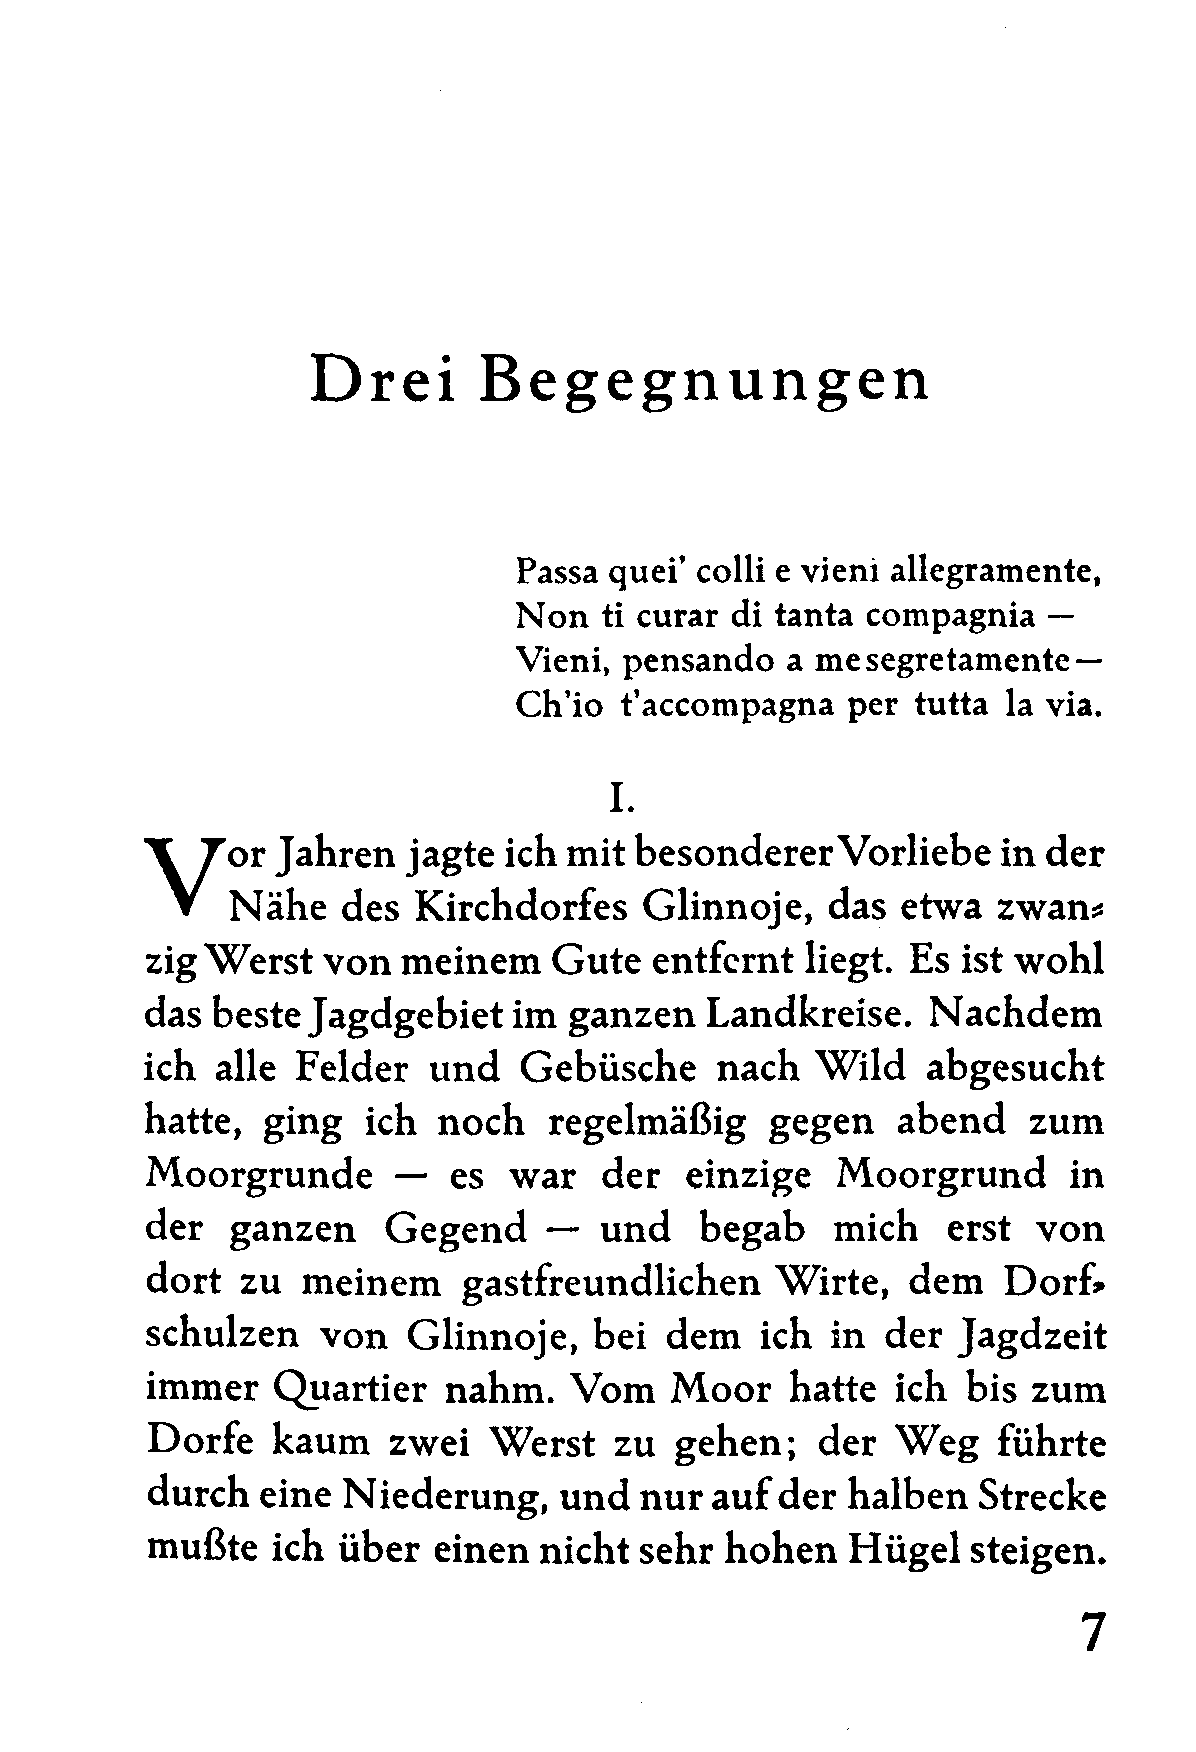 Drei Begegnungen
Passa quei' colli e vieni allegramente,
Non ti curar di tanta compagnia —
Vieni, pensando a me segretamente —
Ch'io t'accompagna per tutta la via.
I.
Vor Jahren jagte ich mit besonderer Vorliebe in der
Nähe des Kirchdorfes Glinnoje, das etwa zwan-
zig Werst von meinem Gute entfernt liegt. Es ist wohl
das beste Jagdgebiet im ganzen Landkreise. Nachdem
ich alle Felder und Gebüsche nach Wild abgesucht
hatte, ging ich noch regelmäßig gegen abend zum
Moorgrunde — es war der einzige Moorgrund in
der ganzen Gegend — und begab mich erst von
dort zu meinem gastfreundlichen Wirte, dem Dorf-
schulzen von Glinnoje, bei dem ich in der Jagdzeit
immer Quartier nahm. Vom Moor hatte ich bis zum
Dorfe kaum zwei Werst zu gehen; der Weg führte
durch eine Niederung, und nur auf der halben Strecke
mußte ich über einen nicht sehr hohen Hügel steigen.
7